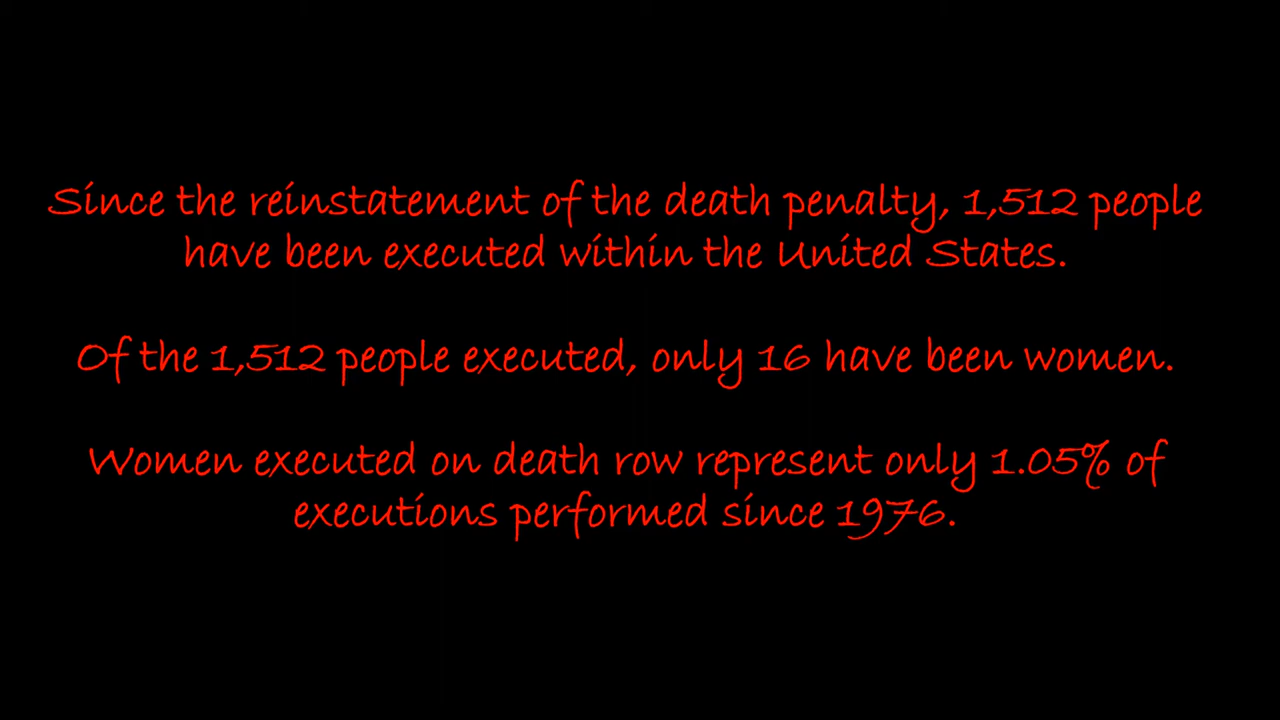 Since the reinstatement of the death penalty, 1,512 people
have been executed within the United States.
Of the 1,512 people executed, only 16 have been women.
Women executed on death row represent only 1.05% of
executions performed since 1976.